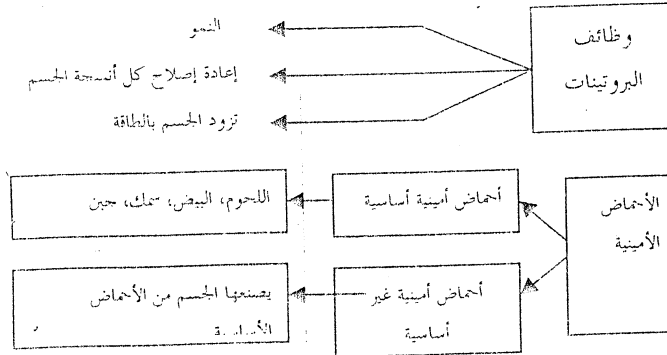 وظائف
البروتينات
النمو
إعادة إصلاح كل أنسجة الجسم
تزود الجسم بالطاقة
الأحماض
الأمينية
أحماض أمينية أساسية
اللحوم، البيض، سمك، جبن
أحماض أمينية غير
أساسية
يصنعها الجسم من الأحماض
الأساسية